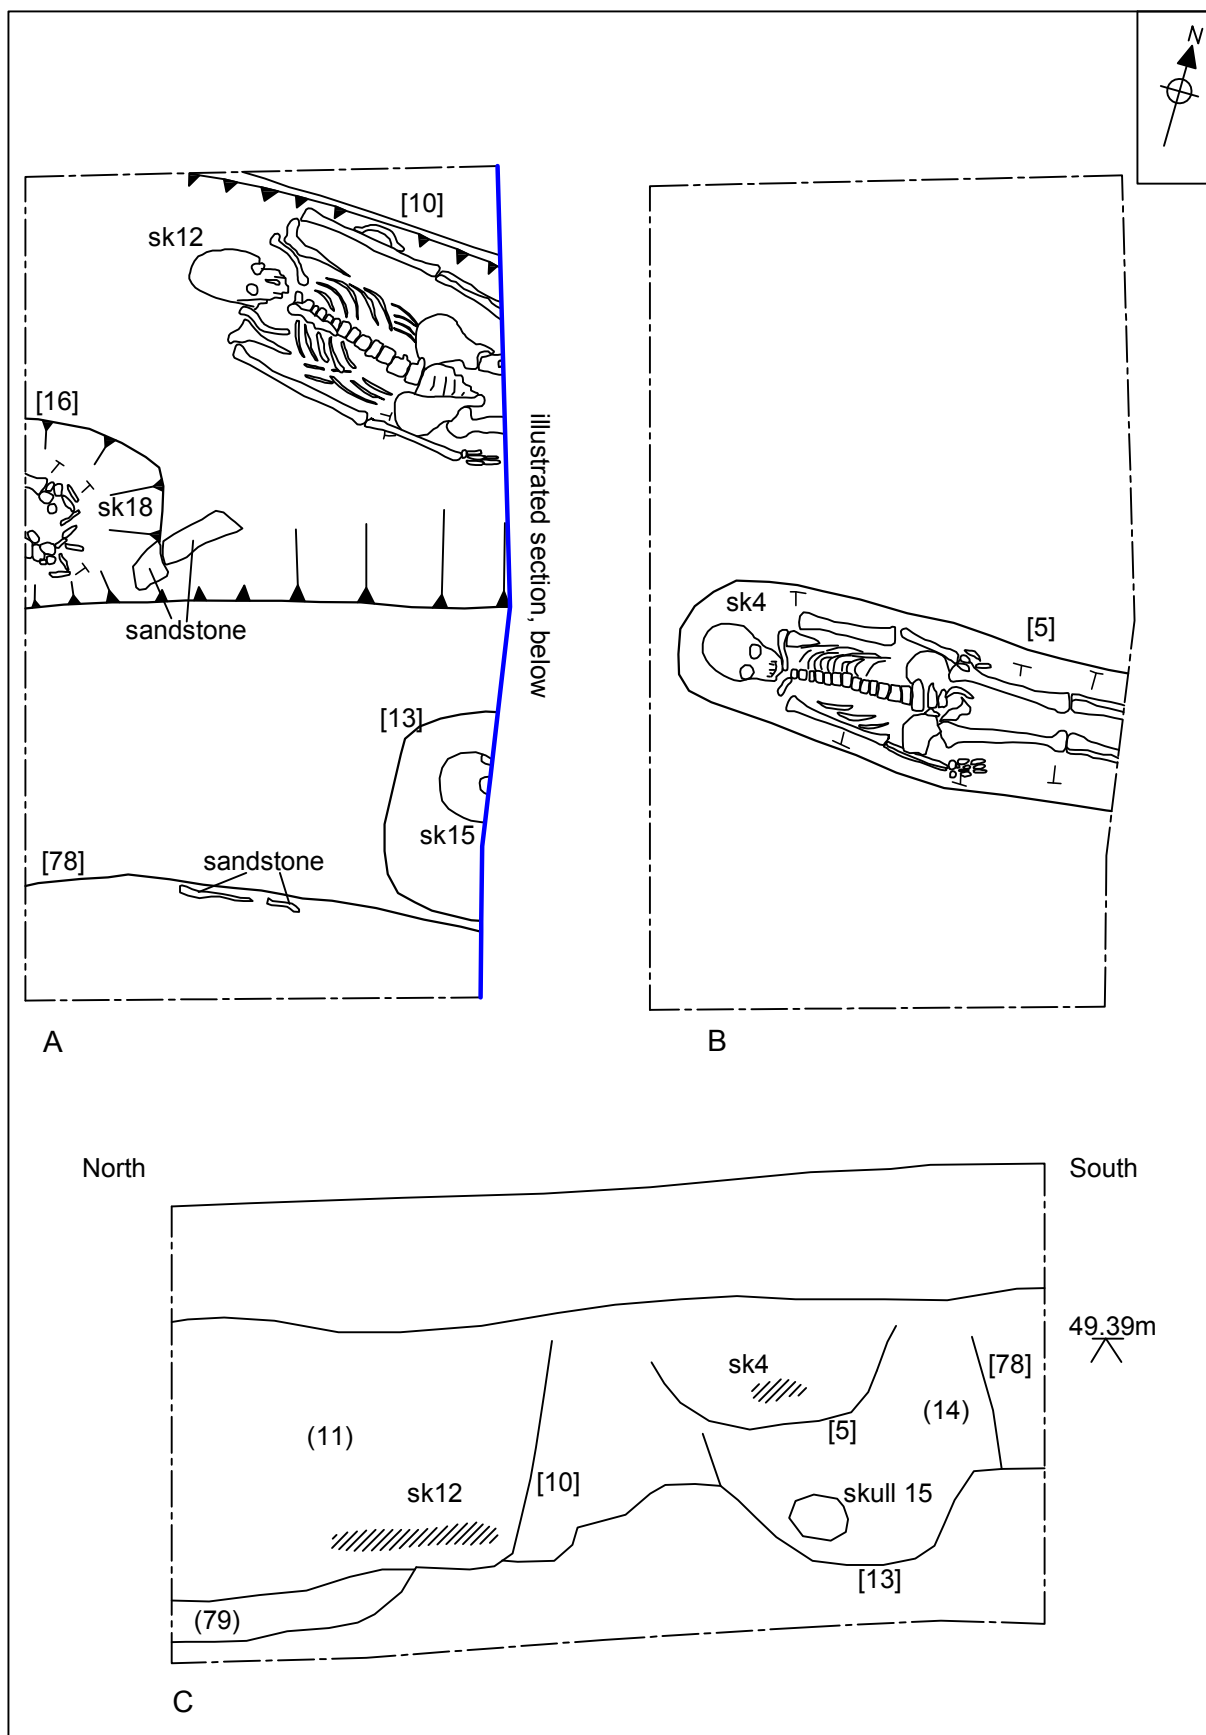 N
[10]
sk12
[16]
sk18
illustrated section, below
sandstone
[13]
sk15
[78]
sandstone
A
sk4
[5]
B
North
South
49.39m
sk4
[78]
(14)
(11)
[5]
sk12
[10]
skull 15
[13]
(79)
C